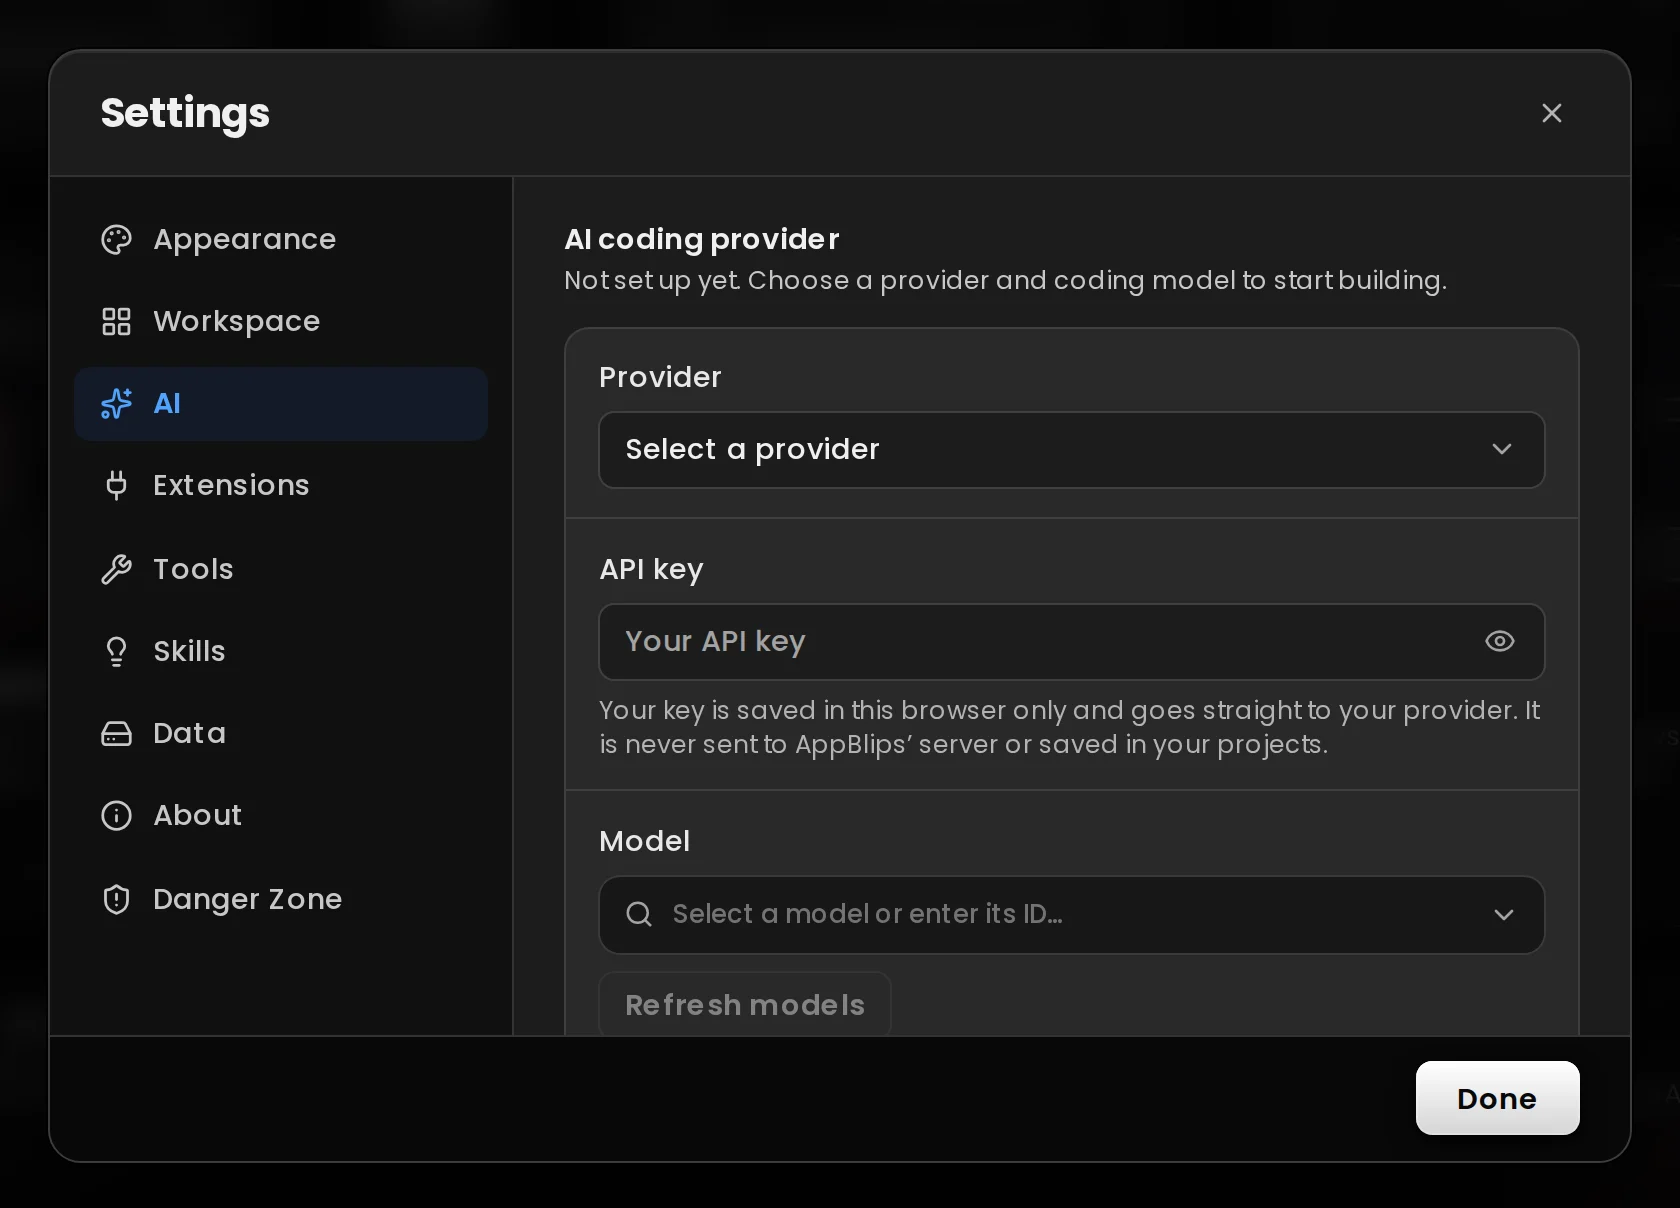 Settings
Appearance
Workspace
AI
Extensions
Tools
Skills
Data
About
Danger Zone
AI coding provider
Not set up yet. Choose a provider and coding model to start building.
Provider
Select a provider
API key
Your API key
Your key is saved in this browser only and goes straight to your provider. It
is never sent to AppBlips’ server or saved in your projects.
Model
Select a model or enter its ID…
Refresh models
Done